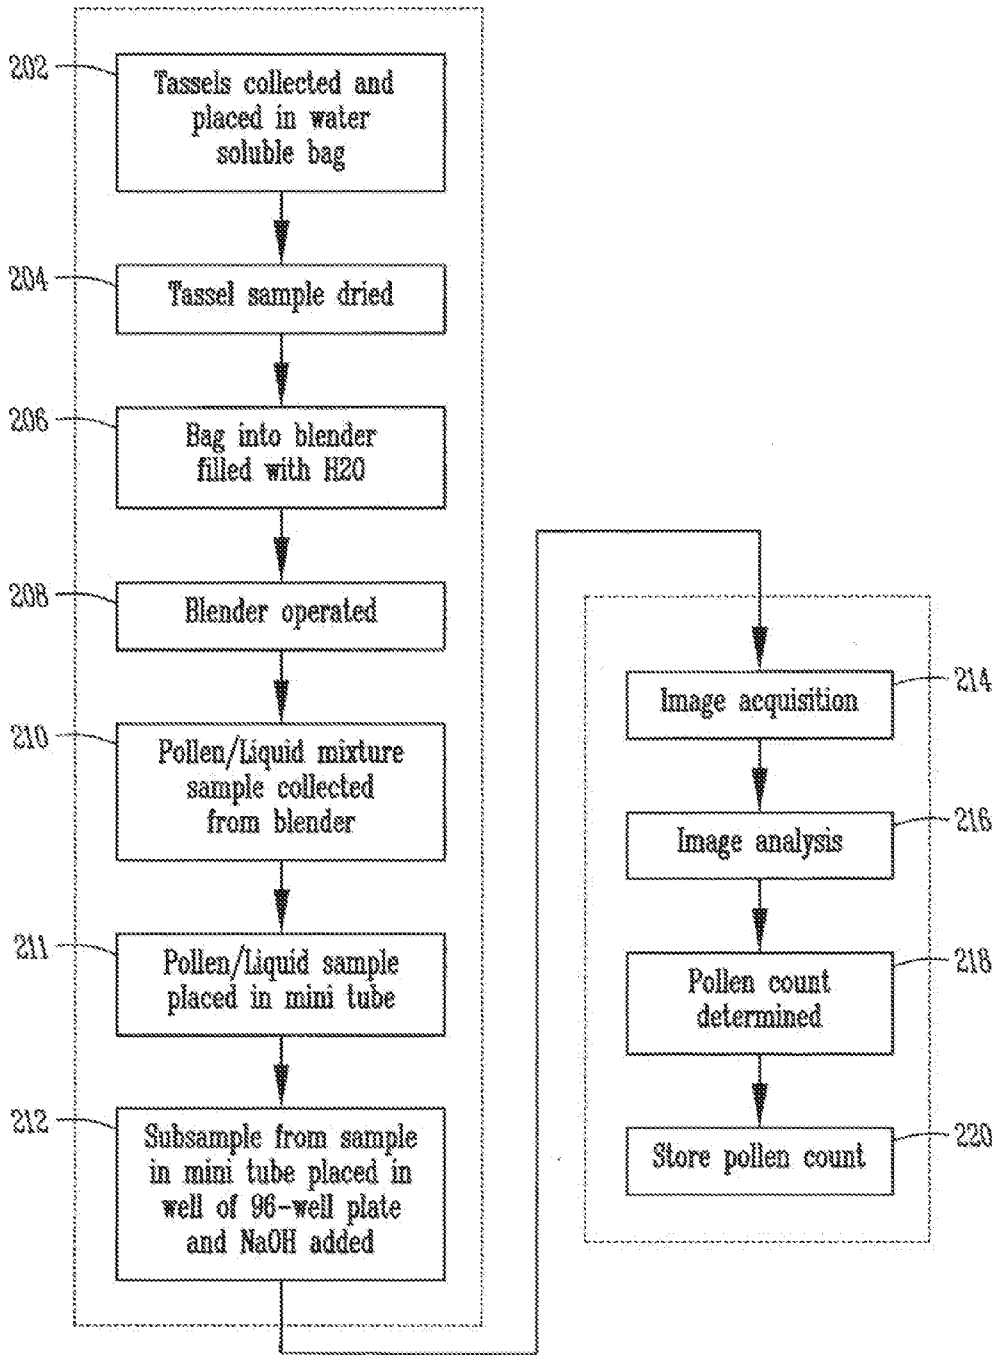 202
Tassels collected and
placed in water
soluble bag
204
Tassel sample dried
206
Bag into blender
filled with H2O
208
Blender operated
210
Pollen/Liquid mixture
sample collected
from blender
211
Pollen/Liquid sample
placed in mini tube
212
Subsample from sample
in mini tube placed in
well of 96-well plate
and NaOH added
Image acquisition
214
Image analysis
216
Pollen count
determined
218
Store pollen count
220